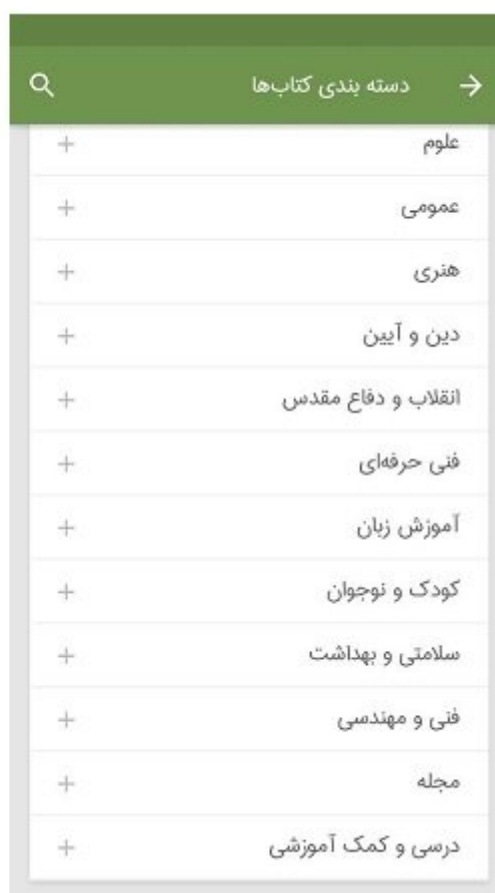 دسته بندی کتاب‌ها
علوم
عمومی
هنری
دین و آیین
انقلاب و دفاع مقدس
فنی حرفه‌ای
آموزش زبان
کودک و نوجوان
سلامتی و بهداشت
فنی و مهندسی
مجله
درسی و کمک آموزشی